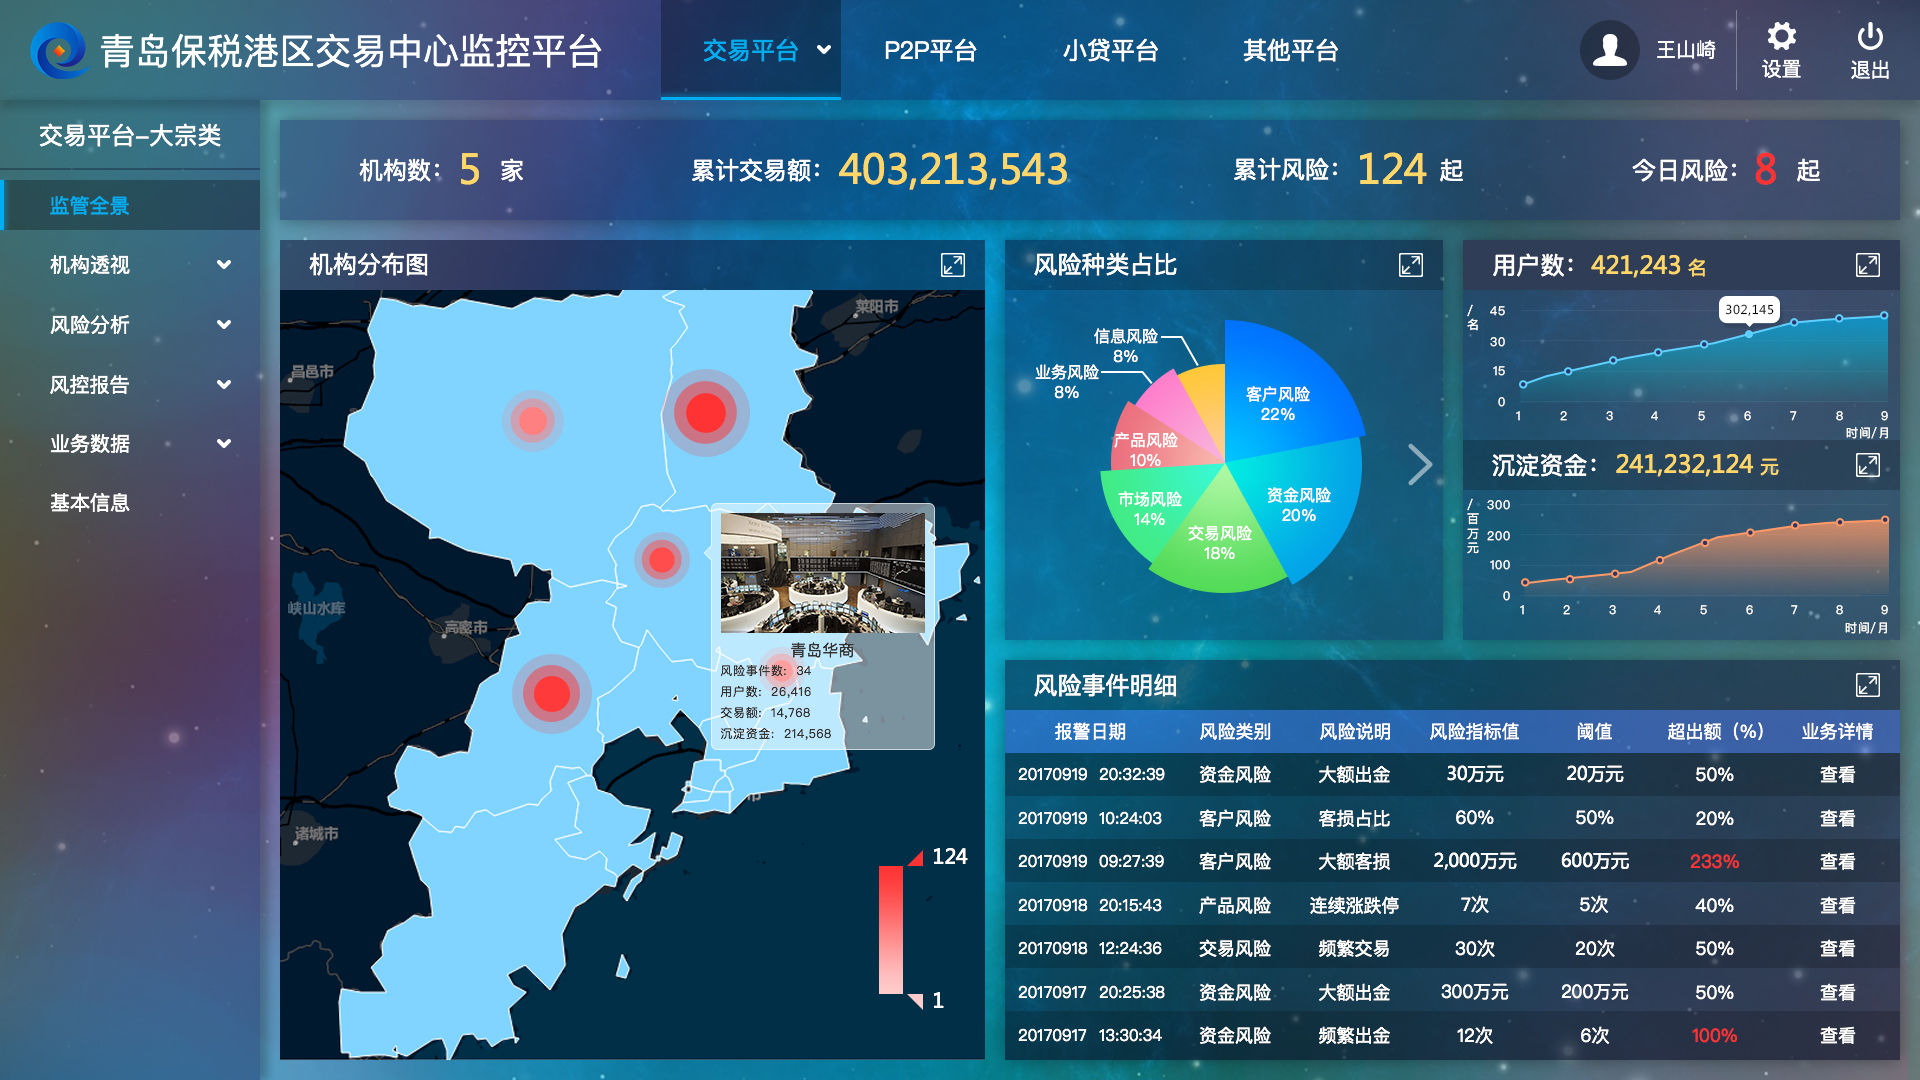 青岛保税港区交易中心监控平台
交易平台
P2P平台
小贷平台
其他平台
王山崎
设置
退出
交易平台–大宗类
监管全景
机构透视
风险分析
风控报告
业务数据
基本信息
机构数： 5 家
累计交易额： 403,213,543
累计风险： 124 起
今日风险： 8 起
机构分布图
莱阳市
昌邑市
峡山水库
高密市
诸城市
市
青岛华商
风险事件数： 34
用户数： 26,416
交易额： 14,768
沉淀资金： 214,568
124
1
风险种类占比
信息风险
8%
业务风险
8%
产品风险
10%
市场风险
14%
交易风险
18%
资金风险
20%
客户风险
22%
用户数： 421,243 名
/名
45
30
15
0
302,145
1 2 3 4 5 6 7 8 9
时间/月
沉淀资金： 241,232,124 元
/百万元
300
200
100
0
1 2 3 4 5 6 7 8 9
时间/月
风险事件明细
报警日期 风险类别 风险说明 风险指标值 阈值 超出额（%） 业务详情
20170919 20:32:39 资金风险 大额出金 30万元 20万元 50% 查看
20170919 10:24:03 客户风险 客损占比 60% 50% 20% 查看
20170919 09:27:39 客户风险 大额客损 2,000万元 600万元 233% 查看
20170918 20:15:43 产品风险 连续涨跌停 7次 5次 40% 查看
20170918 12:24:36 交易风险 频繁交易 30次 20次 50% 查看
20170917 20:25:38 资金风险 大额出金 300万元 200万元 50% 查看
20170917 13:30:34 资金风险 频繁出金 12次 6次 100% 查看